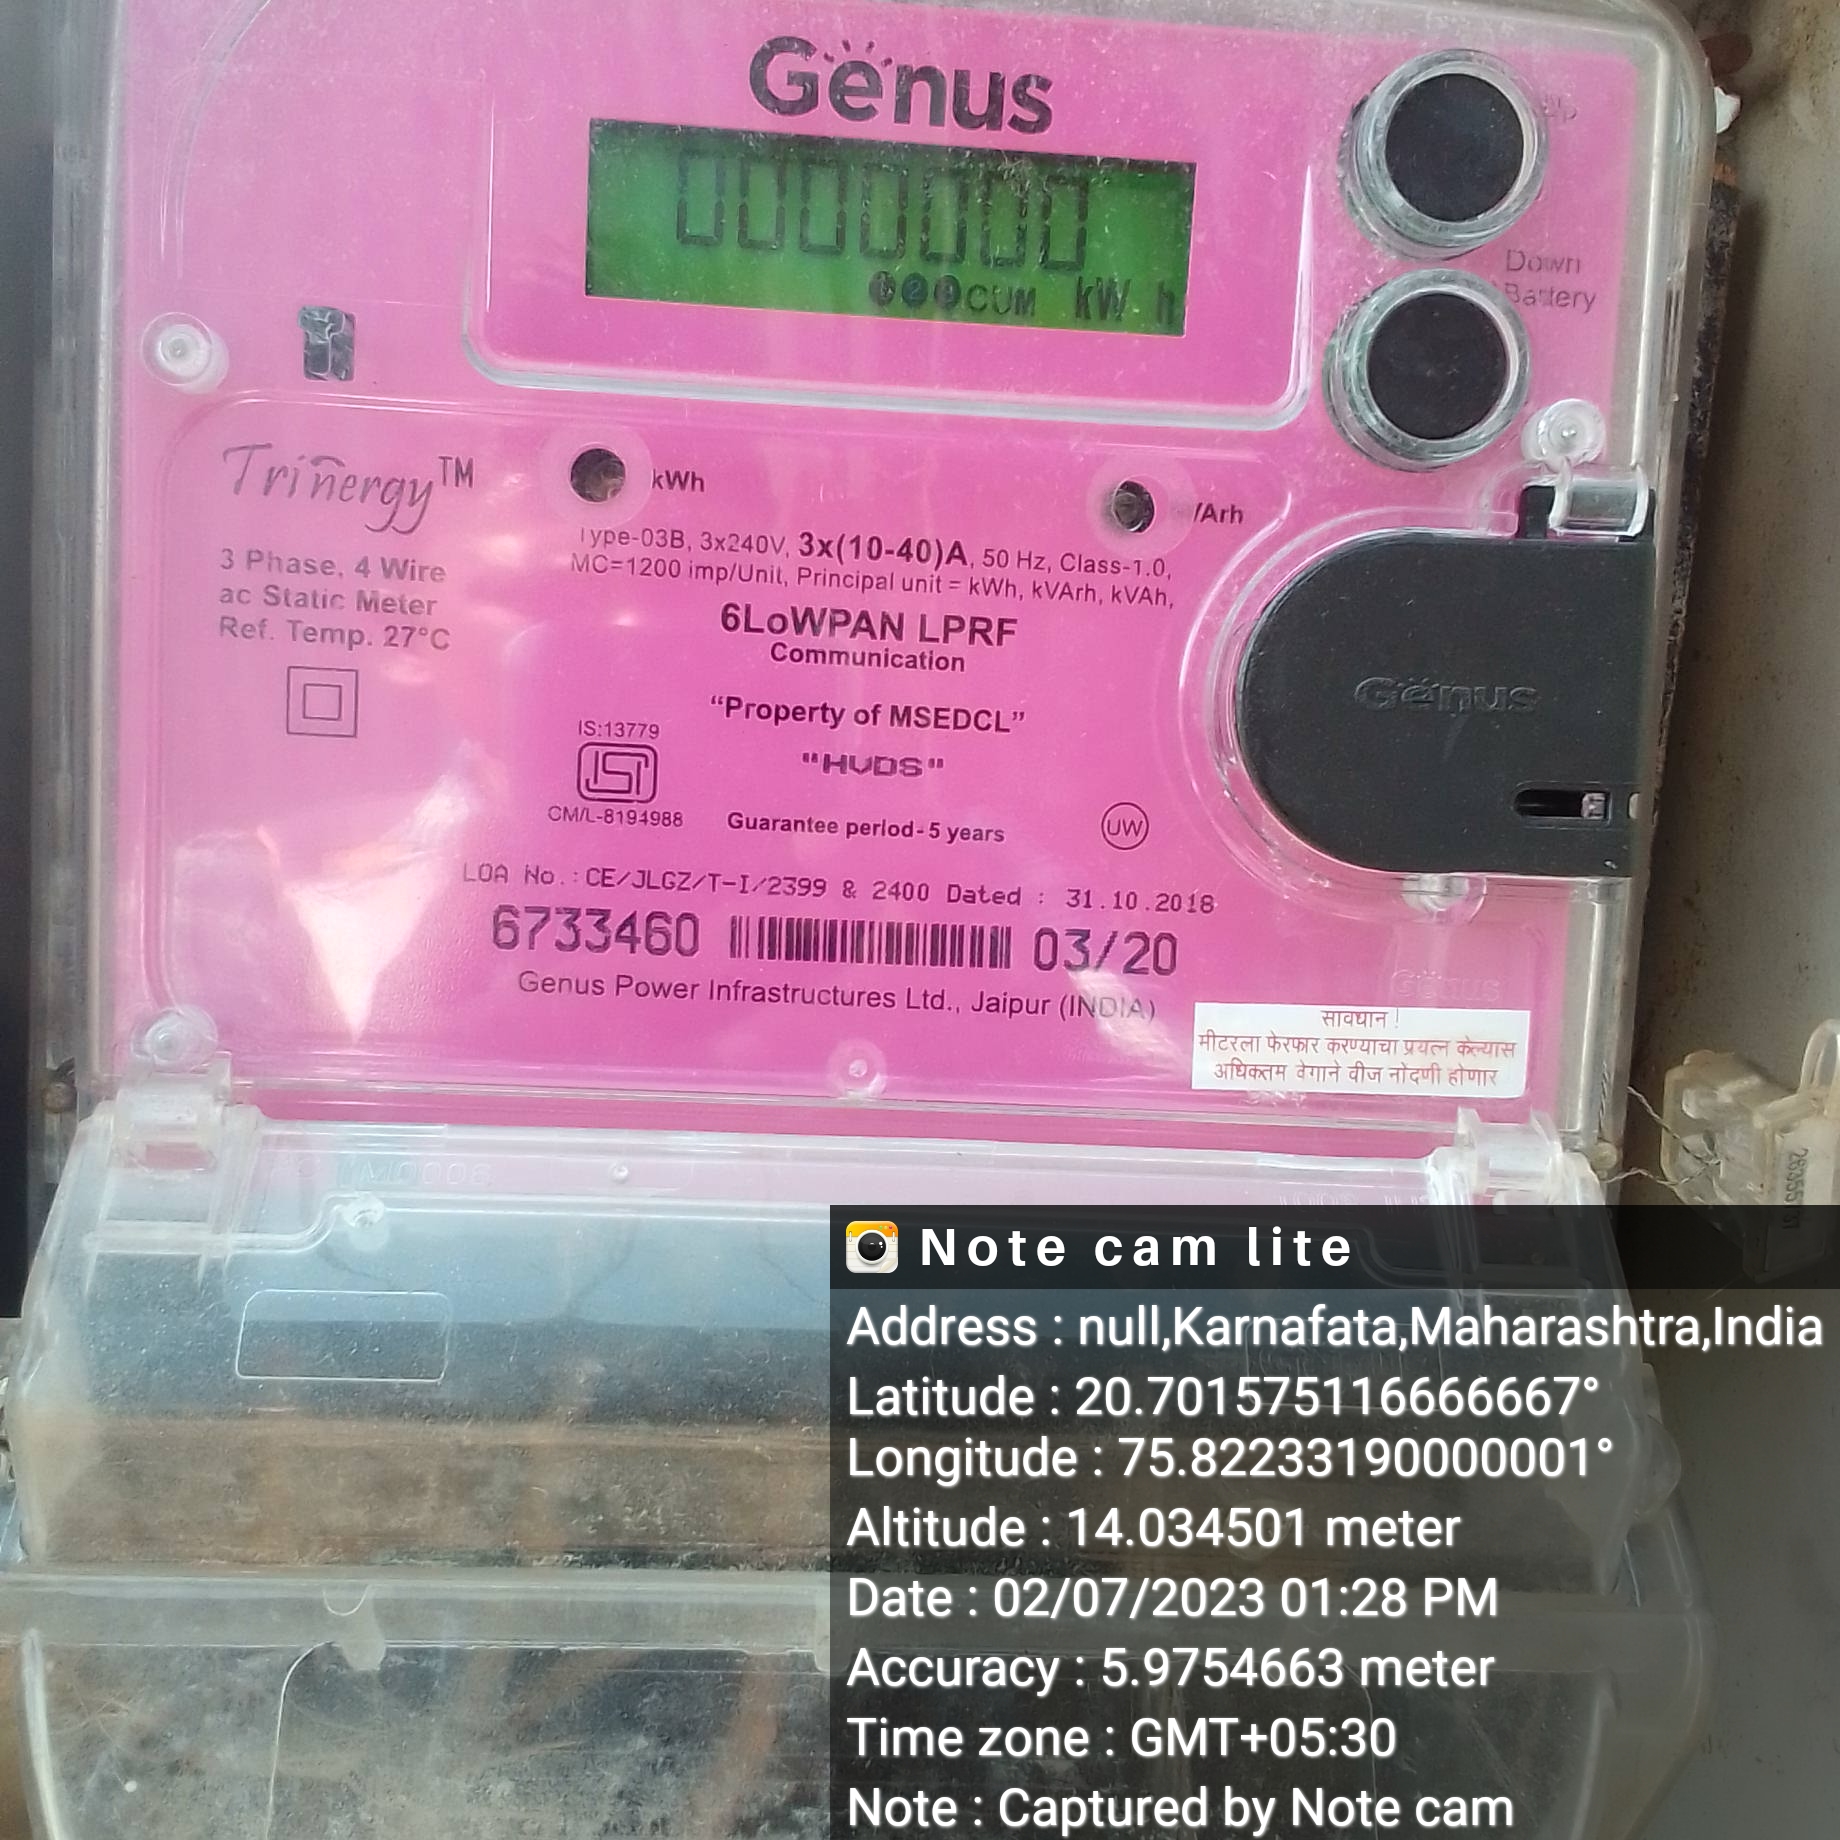 Genus
0000000
1 2 3 CUM kW h
Down
Battery
Trinergy™
3 Phase, 4 Wire
ac Static Meter
Ref. Temp. 27°C
kWh
/Arh
Type-03B, 3x240V, 3x(10-40)A, 50 Hz, Class-1.0,
MC=1200 imp/Unit, Principal unit = kWh, kVArh, kVAh,
6LoWPAN LPRF
Communication
"Property of MSEDCL"
"HVDS"
IS:13779
CM/L-8194988
Guarantee period - 5 years
UW
Genus
LOA No.: CE/JLGZ/T-I/2399 & 2400 Dated : 31.10.2018
6733460 03/20
Genus Power Infrastructures Ltd., Jaipur (INDIA)
Genus
सावधान !
मीटरला फेरफार करण्याचा प्रयत्न केल्यास
अधिकतम वेगाने वीज नोंदणी होणार
Note cam lite
Address : null,Karnafata,Maharashtra,India
Latitude : 20.701575116666667°
Longitude : 75.82233190000001°
Altitude : 14.034501 meter
Date : 02/07/2023 01:28 PM
Accuracy : 5.9754663 meter
Time zone : GMT+05:30
Note : Captured by Note cam